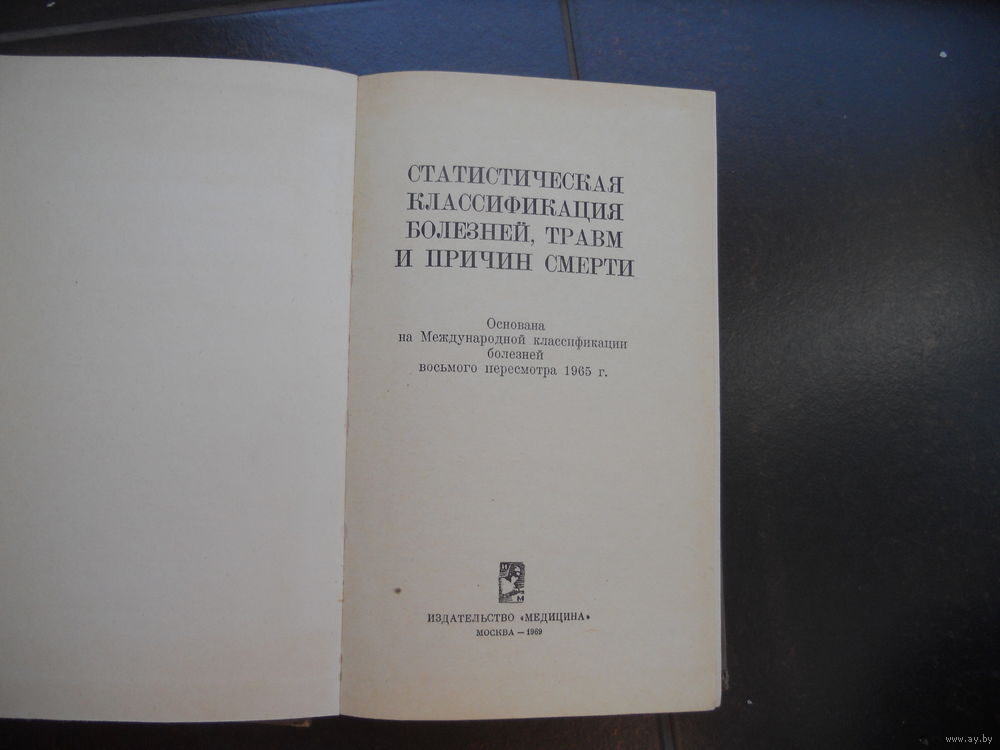 СТАТИСТИЧЕСКАЯ
КЛАССИФИКАЦИЯ
БОЛЕЗНЕЙ, ТРАВМ
И ПРИЧИН СМЕРТИ
Основана
на Международной классификации
болезней
восьмого пересмотра 1965 г.
И
М
ИЗДАТЕЛЬСТВО «МЕДИЦИНА»
МОСКВА — 1969
www.ay.by